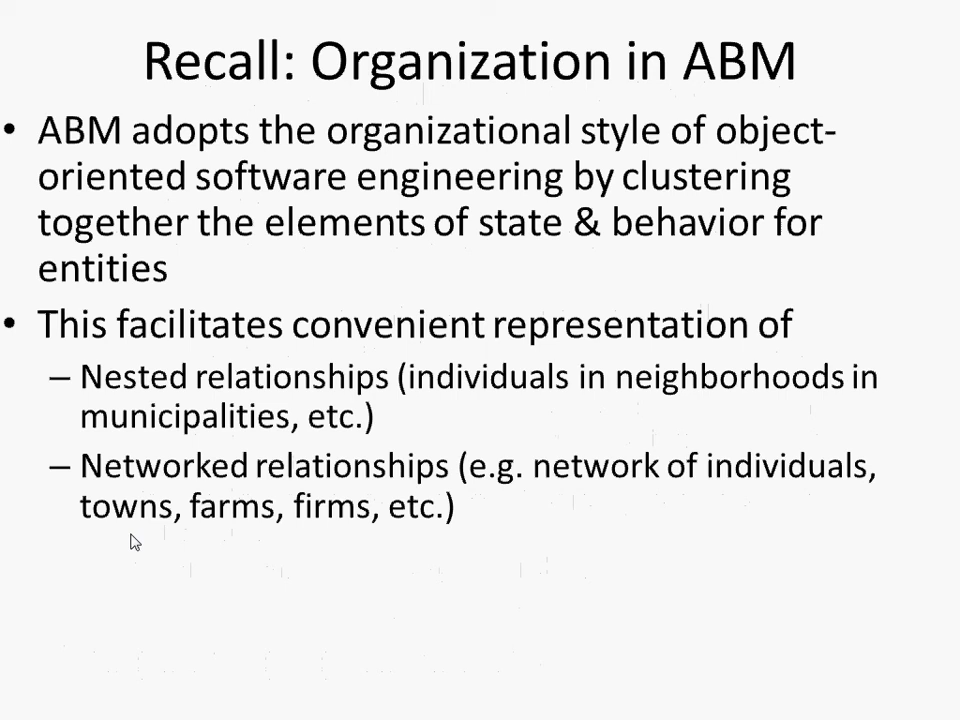 Recall: Organization in ABM
• ABM adopts the organizational style of object-
oriented software engineering by clustering
together the elements of state & behavior for
entities
• This facilitates convenient representation of
– Nested relationships (individuals in neighborhoods in
municipalities, etc.)
– Networked relationships (e.g. network of individuals,
towns, farms, firms, etc.)